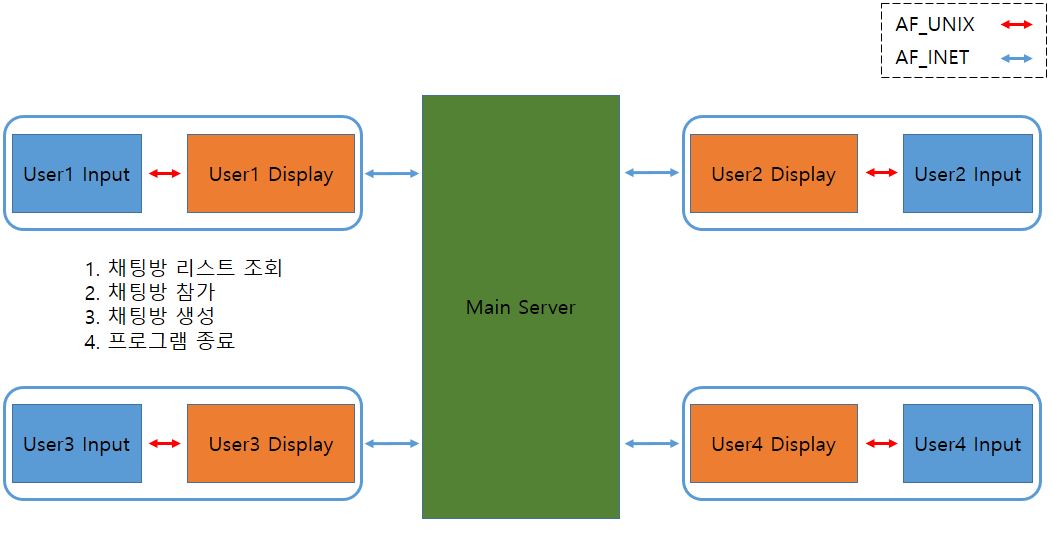 AF_UNIX
AF_INET
User1 Input
User1 Display
User2 Display
User2 Input
1. 채팅방 리스트 조회
2. 채팅방 참가
3. 채팅방 생성
4. 프로그램 종료
Main Server
User3 Input
User3 Display
User4 Display
User4 Input